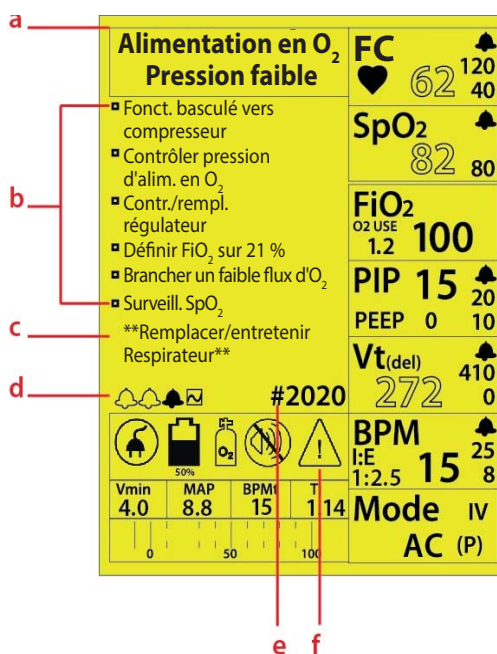 a
Alimentation en O₂
Pression faible
b
Fonct. basculé vers
compresseur
Contrôler pression
d'alim. en O₂
Contr./rempl.
régulateur
Définir FiO₂ sur 21 %
Brancher un faible flux d'O₂
Surveill. SpO₂
c
**Remplacer/entretenir
Respirateur**
d
#2020
O₂
50%
Vmin MAP BPMt
4.0 8.8 15 1.14
0 50 100
FC
62 120
40
SpO2
82 80
FiO2
O2 USE
1.2 100
PIP 15 20
PEEP 0 10
Vt(del) 410
272 0
BPM
I:E 25
1:2.5 15 8
Mode IV
AC (P)
e f